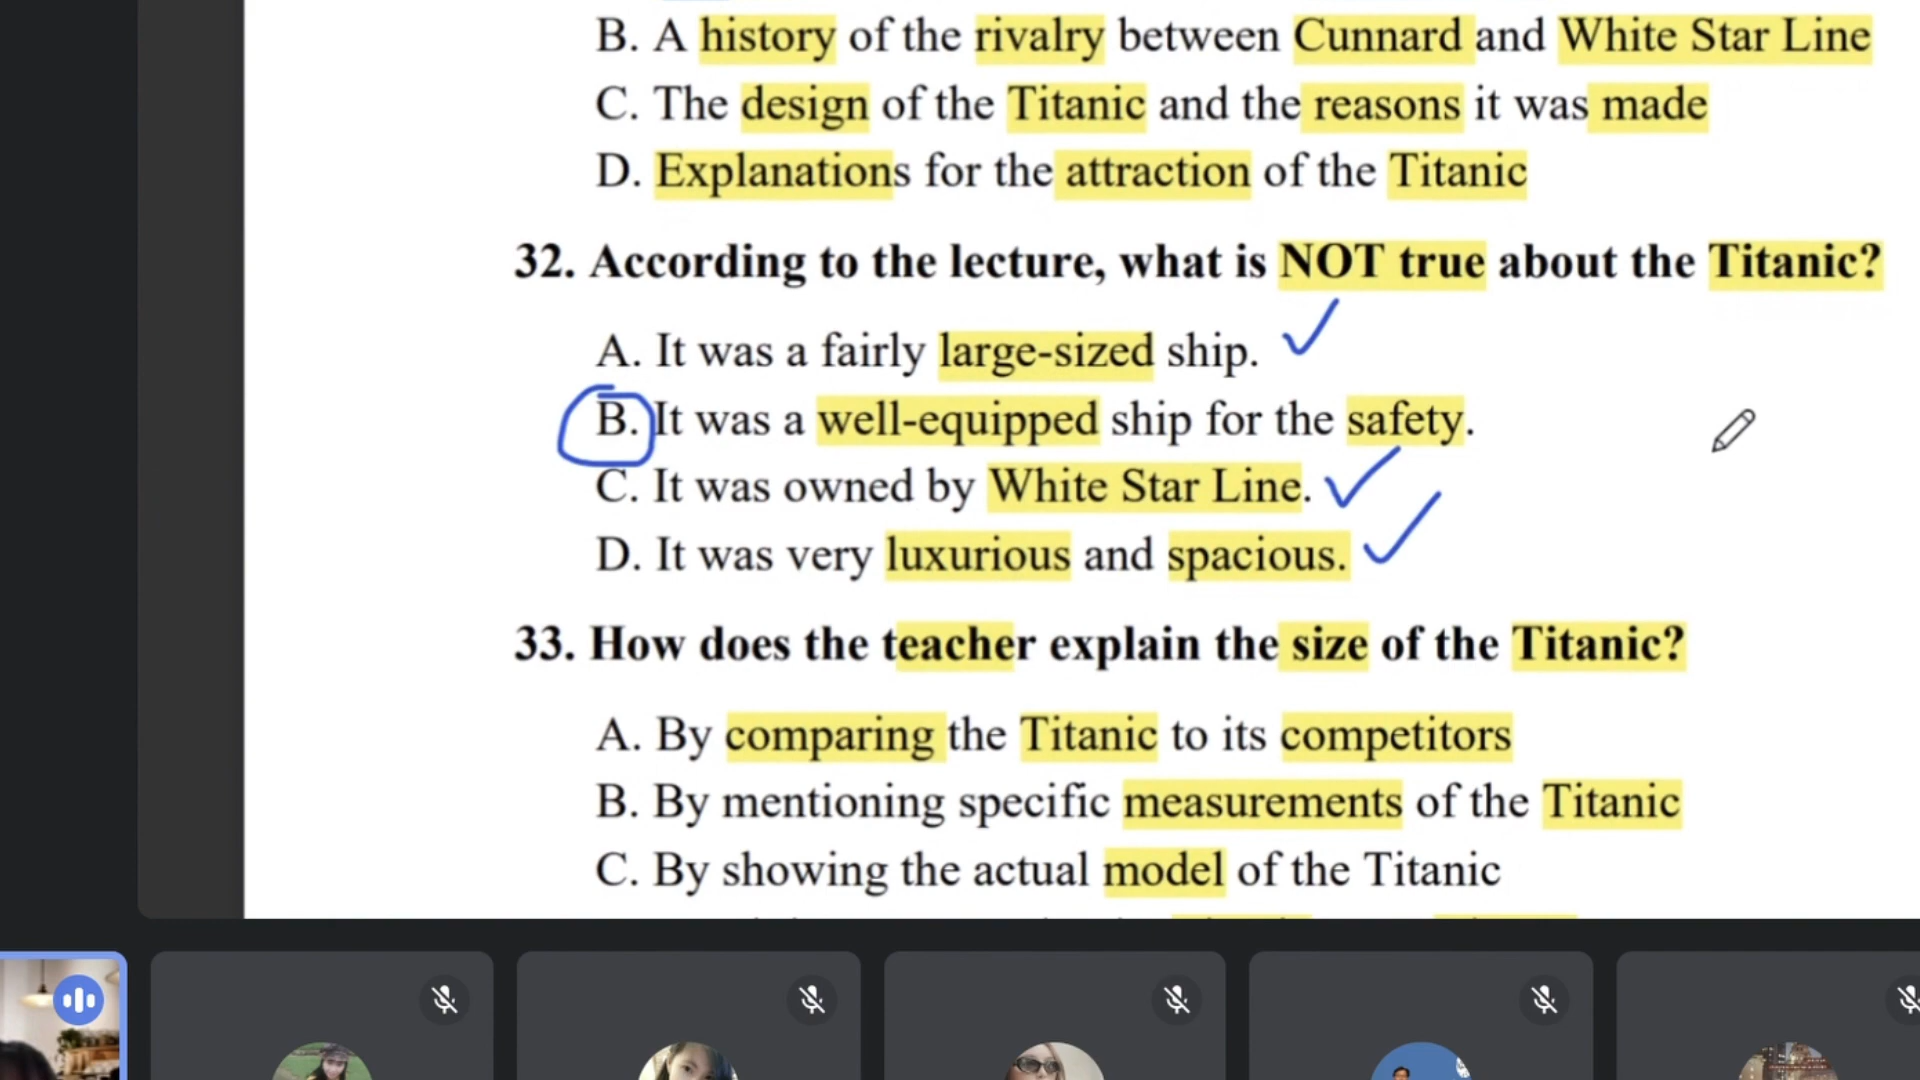 B. A history of the rivalry between Cunnard and White Star Line
C. The design of the Titanic and the reasons it was made
D. Explanations for the attraction of the Titanic
32. According to the lecture, what is NOT true about the Titanic?
A. It was a fairly large-sized ship.
B. It was a well-equipped ship for the safety.
C. It was owned by White Star Line.
D. It was very luxurious and spacious.
33. How does the teacher explain the size of the Titanic?
A. By comparing the Titanic to its competitors
B. By mentioning specific measurements of the Titanic
C. By showing the actual model of the Titanic